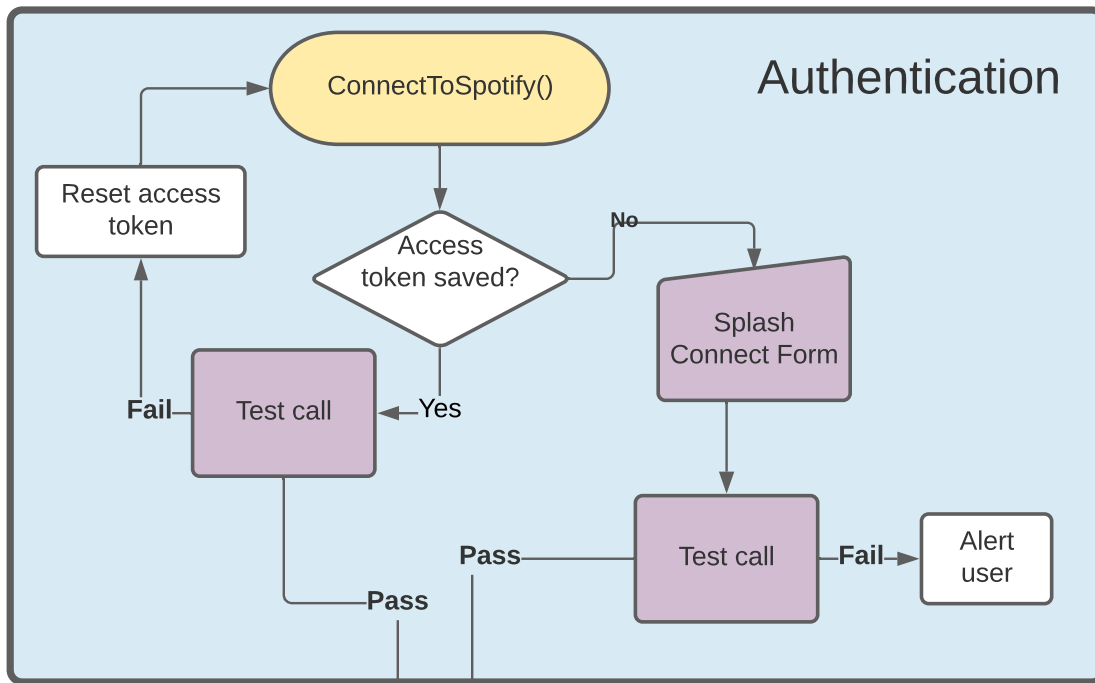 Authentication
ConnectToSpotify()
Reset access
token
Access
token saved?
No
Splash
Connect Form
Yes
Test call
Fail
Test call
Pass
Fail
Alert
user
Pass